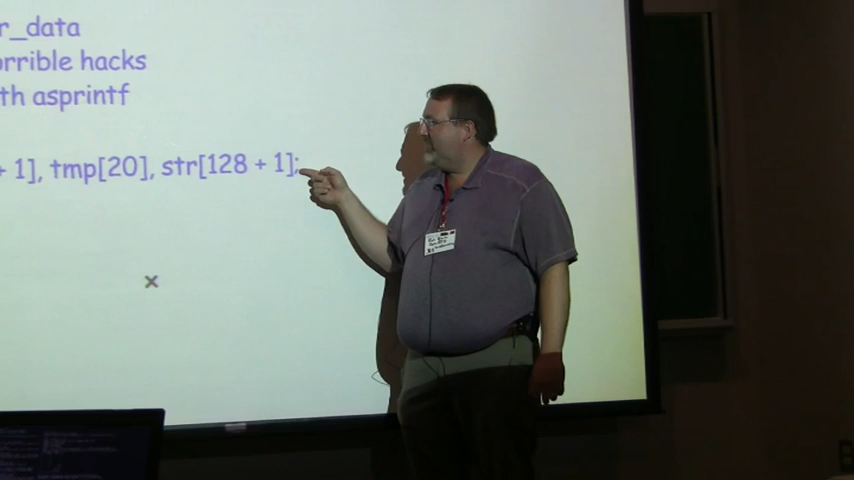 r_data
orrible hacks
th asprintf
+ 1], tmp[20], str[128 + 1];